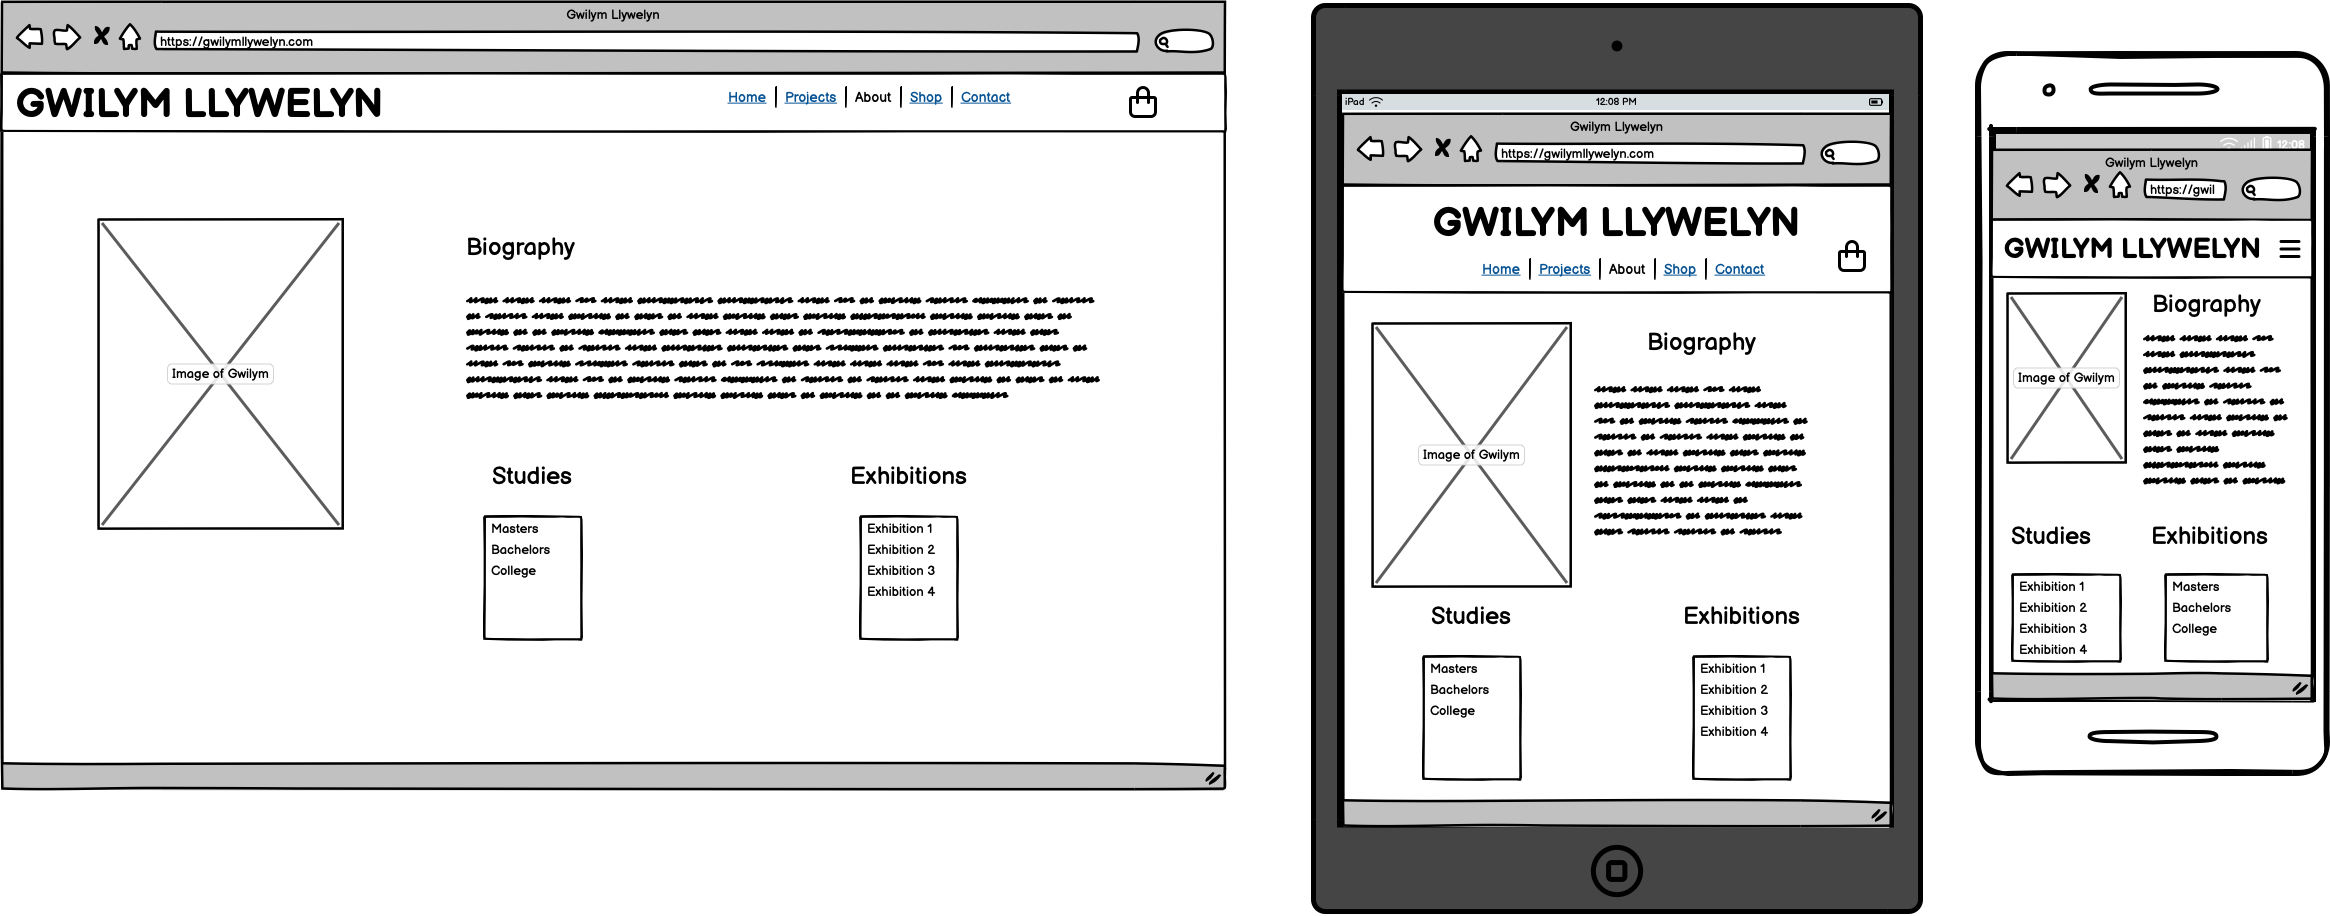 Gwilym Llywelyn
https://gwilymllywelyn.com
GWILYM LLYWELYN
Home Projects About Shop Contact
Image of Gwilym
Biography
Studies
Masters
Bachelors
College
Exhibitions
Exhibition 1
Exhibition 2
Exhibition 3
Exhibition 4
iPad 12:08 PM
Gwilym Llywelyn
https://gwilymllywelyn.com
GWILYM LLYWELYN
Home Projects About Shop Contact
Image of Gwilym
Biography
Studies
Masters
Bachelors
College
Exhibitions
Exhibition 1
Exhibition 2
Exhibition 3
Exhibition 4
12:08
Gwilym Llywelyn
https://gwil
GWILYM LLYWELYN
Image of Gwilym
Biography
Studies
Exhibition 1
Exhibition 2
Exhibition 3
Exhibition 4
Exhibitions
Masters
Bachelors
College